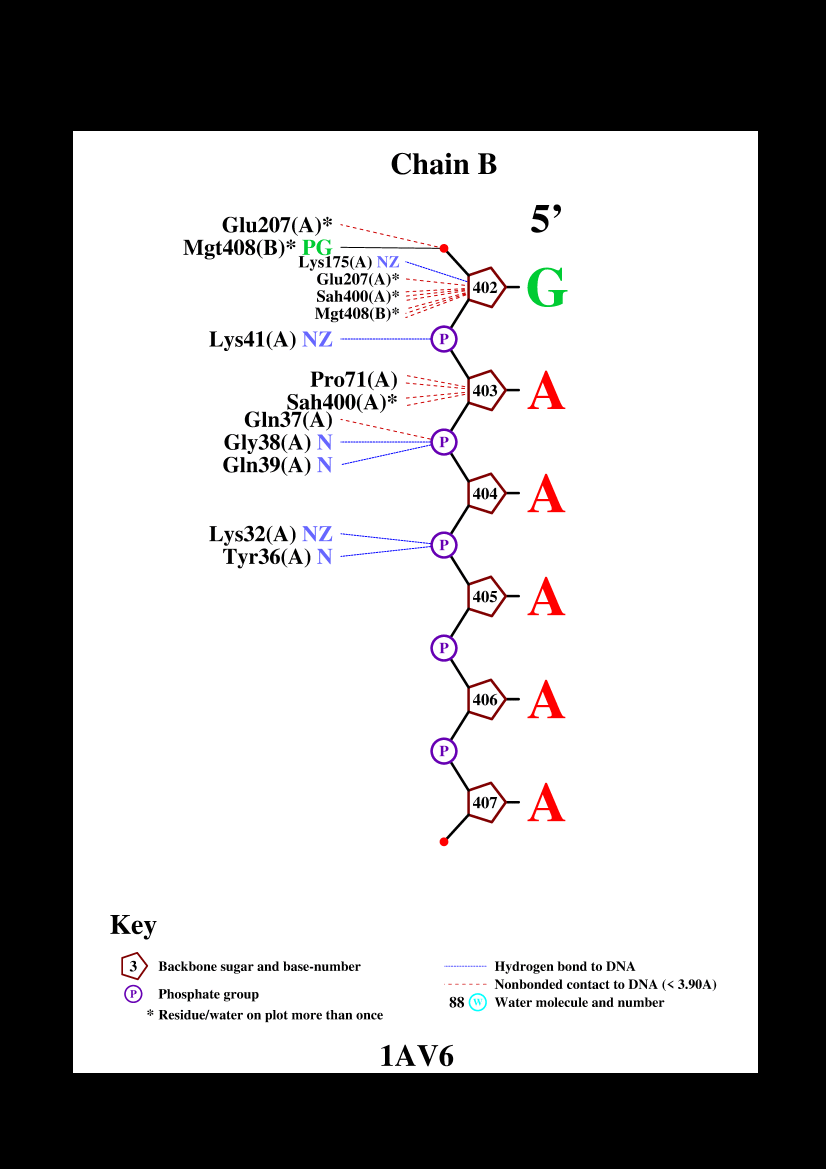 Chain B
5’
Glu207(A)*
Mgt408(B)* PG
Lys175(A) NZ
Glu207(A)*
Sah400(A)*
Mgt408(B)*
402 G
Lys41(A) NZ P
Pro71(A)
403 A
Sah400(A)*
Gln37(A)
Gly38(A) N P
Gln39(A) N
404 A
Lys32(A) NZ
P
Tyr36(A) N
405 A
P
406 A
P
407 A
Key
3 Backbone sugar and base-number
P Phosphate group
* Residue/water on plot more than once
Hydrogen bond to DNA
Nonbonded contact to DNA (< 3.90A)
88 W Water molecule and number
1AV6